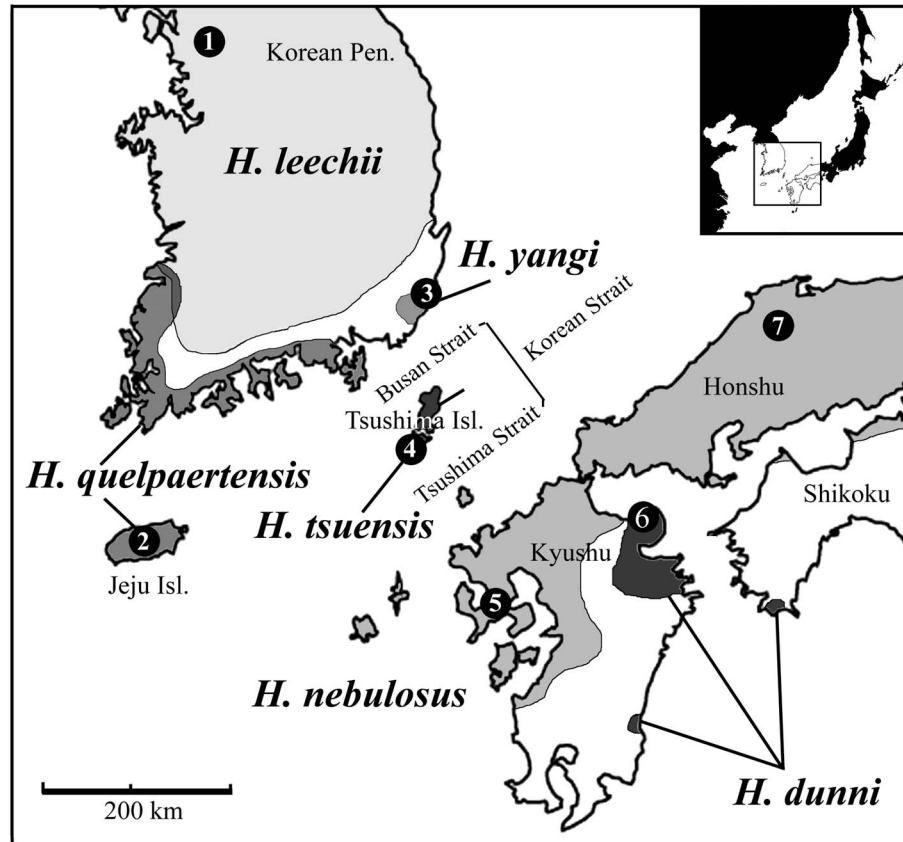 1
Korean Pen.
H. leechii
H. yangi
3
Korean Strait
7
Busan Strait
Honshu
Tsushima Isl.
4
Tsushima Strait
H. quelpaertensis
Shikoku
H. tsuensis
6
2
Kyushu
Jeju Isl.
5
H. nebulosus
H. dunni
200 km